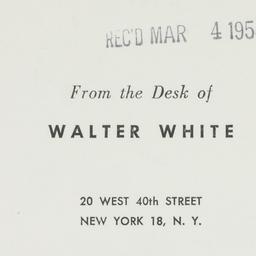 REC'D MAR 4 195
From the Desk of
WALTER WHITE
20 WEST 40th STREET
NEW YORK 18, N. Y.